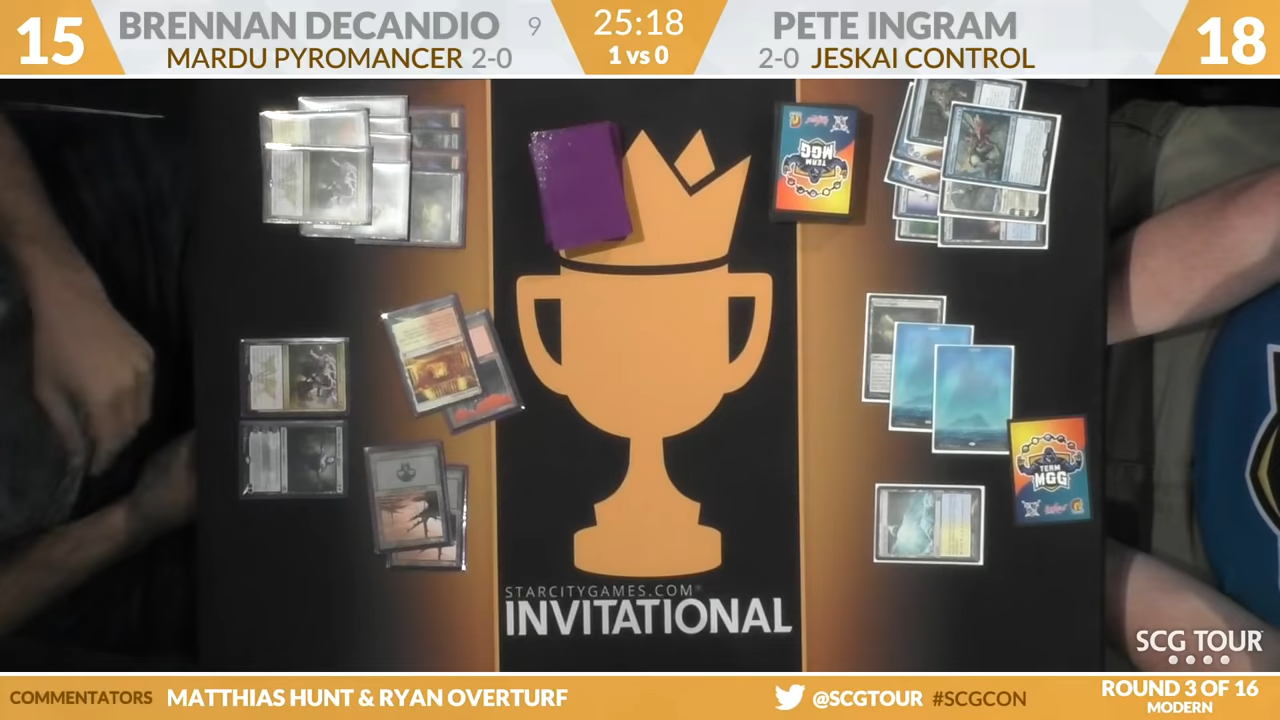 15
BRENNAN DECANDIO 9
MARDU PYROMANCER 2-0
25:18
1 vs 0
PETE INGRAM
2-0 JESKAI CONTROL
18
TEAM
MGG
TEAM
MGG
STARCITYGAMES.COM®
INVITATIONAL
SCG TOUR
COMMENTATORS MATTHIAS HUNT & RYAN OVERTURF
@SCGTOUR #SCGCON
ROUND 3 OF 16
MODERN